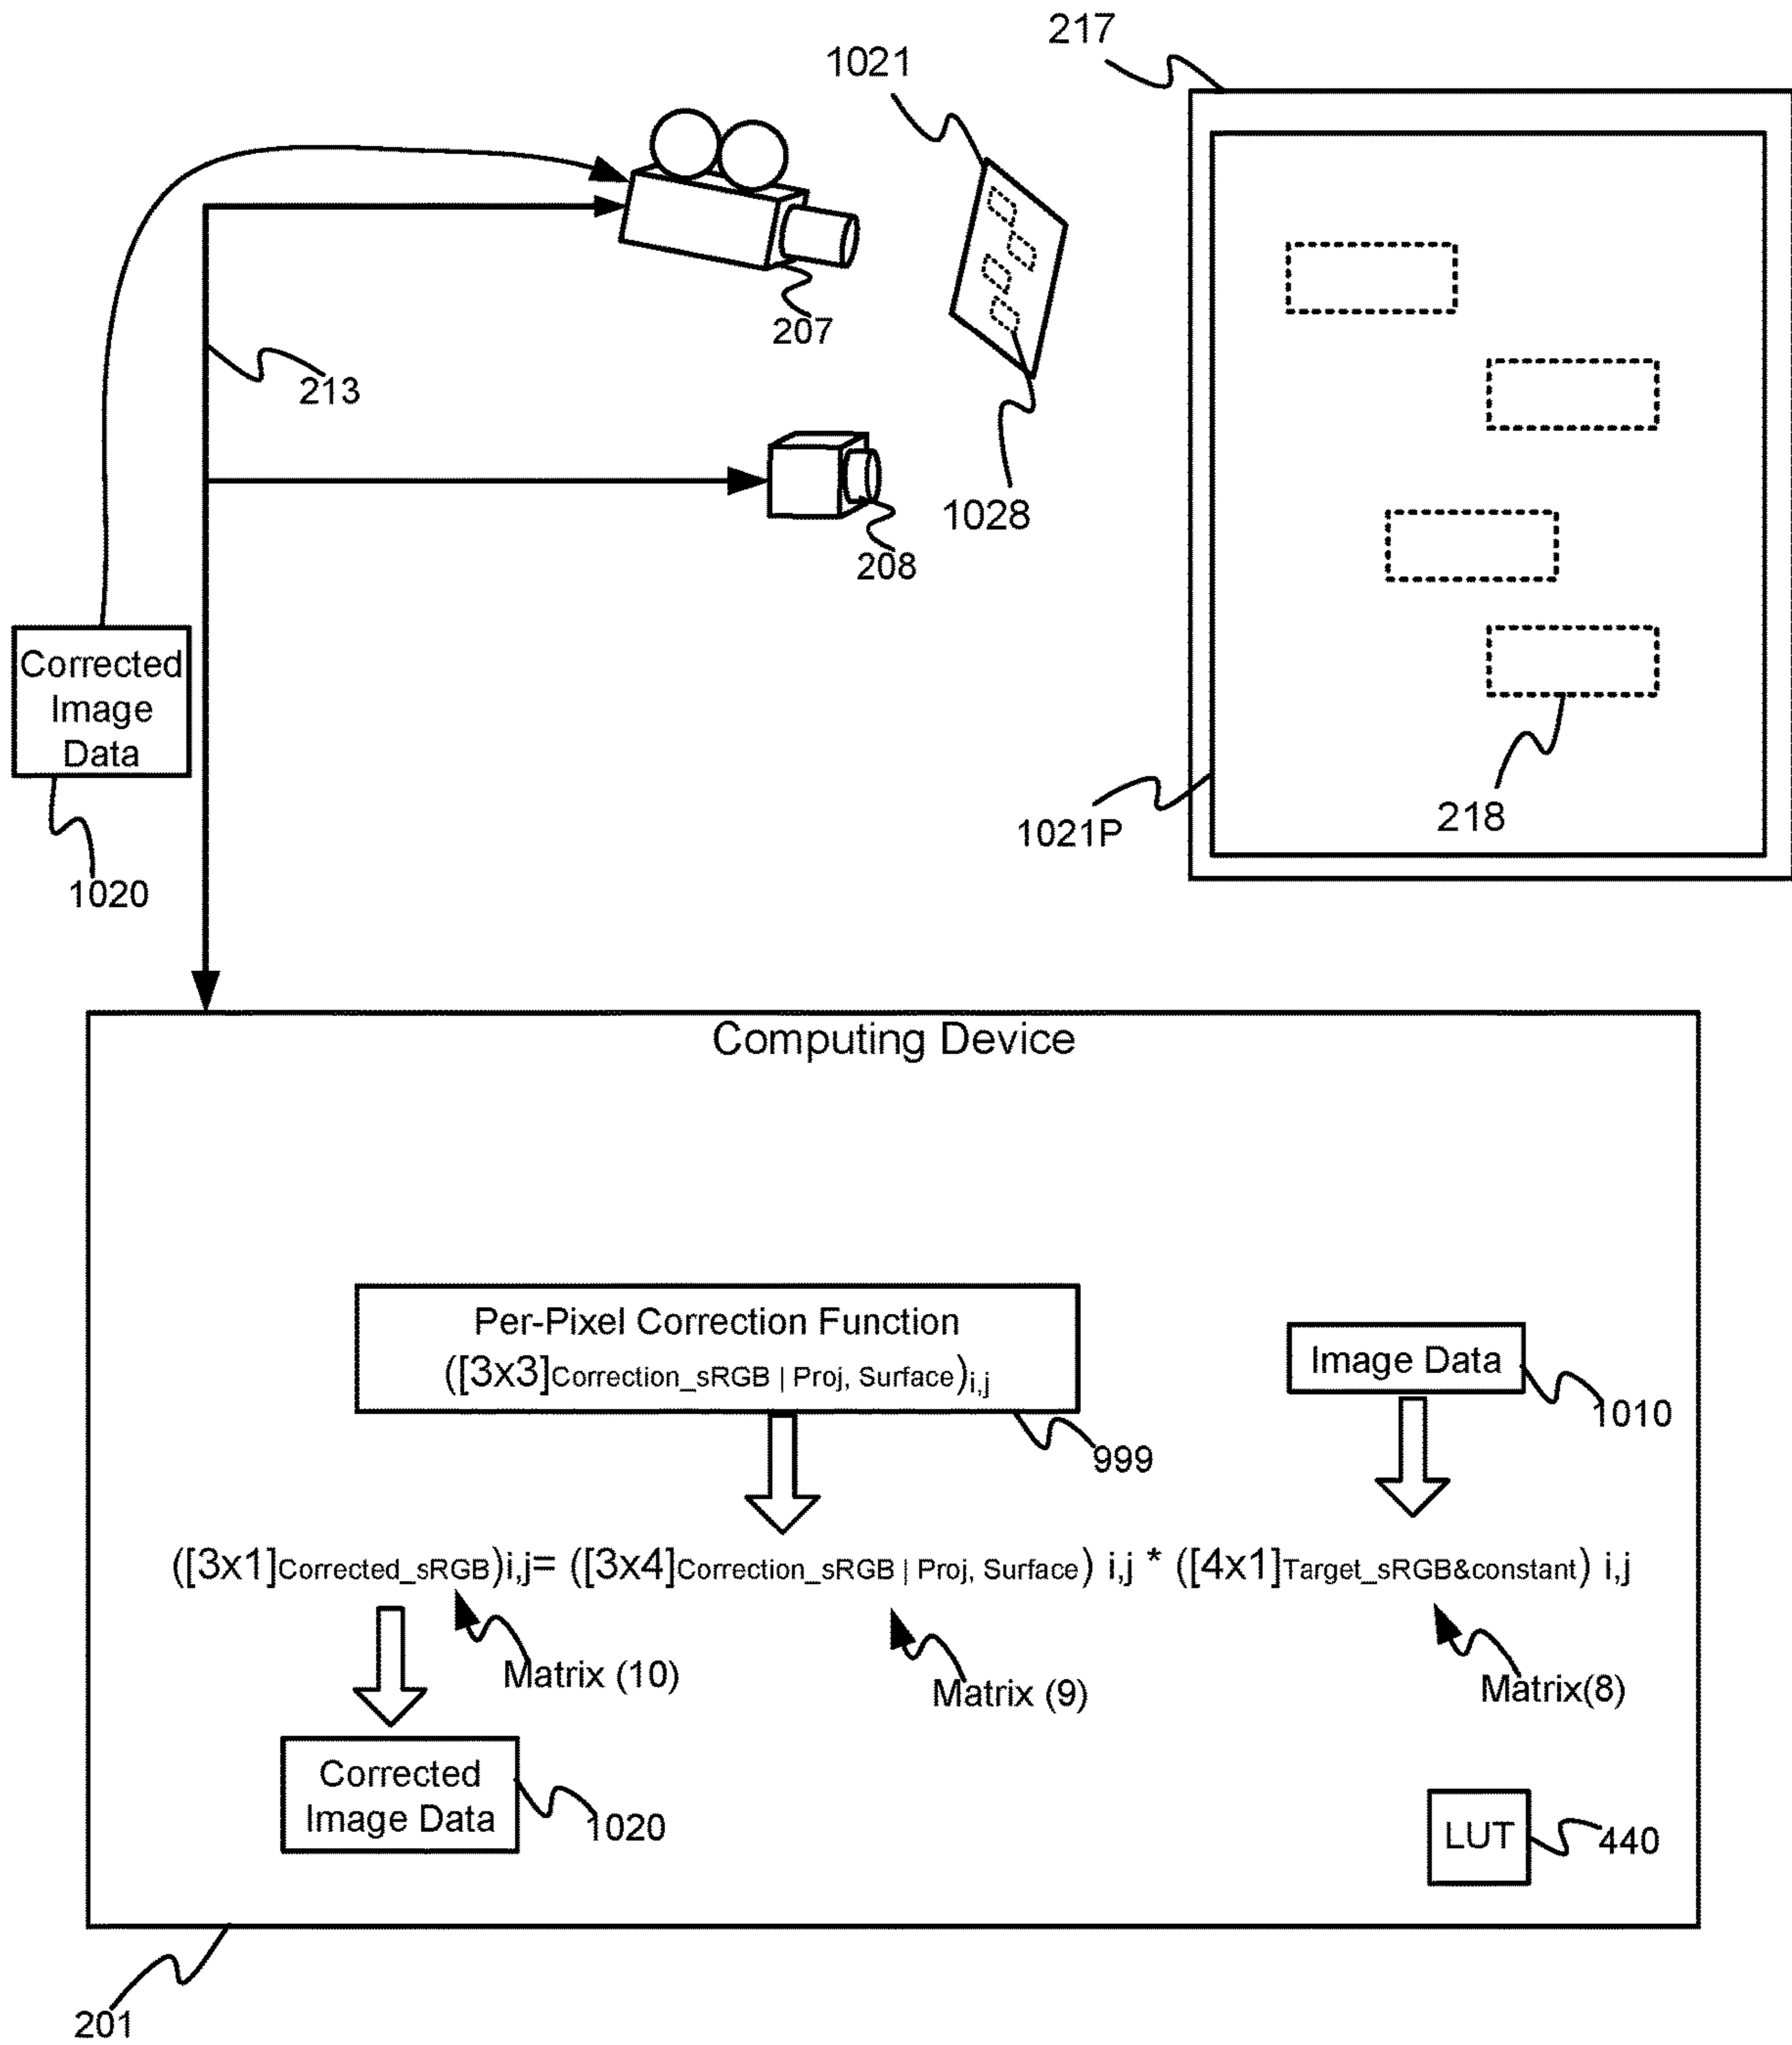 217
1021
207
213
1028
208
Corrected
Image
Data
218
1021P
1020
Computing Device
Per-Pixel Correction Function
([3x3]Correction_sRGB | Proj, Surface)i,j
Image Data
1010
999
([3x1]Corrected_sRGB)i,j= ([3x4]Correction_sRGB | Proj, Surface) i,j * ([4x1]Target_sRGB&constant) i,j
Matrix (10)
Matrix (9)
Matrix(8)
Corrected
Image Data
1020
LUT
440
201